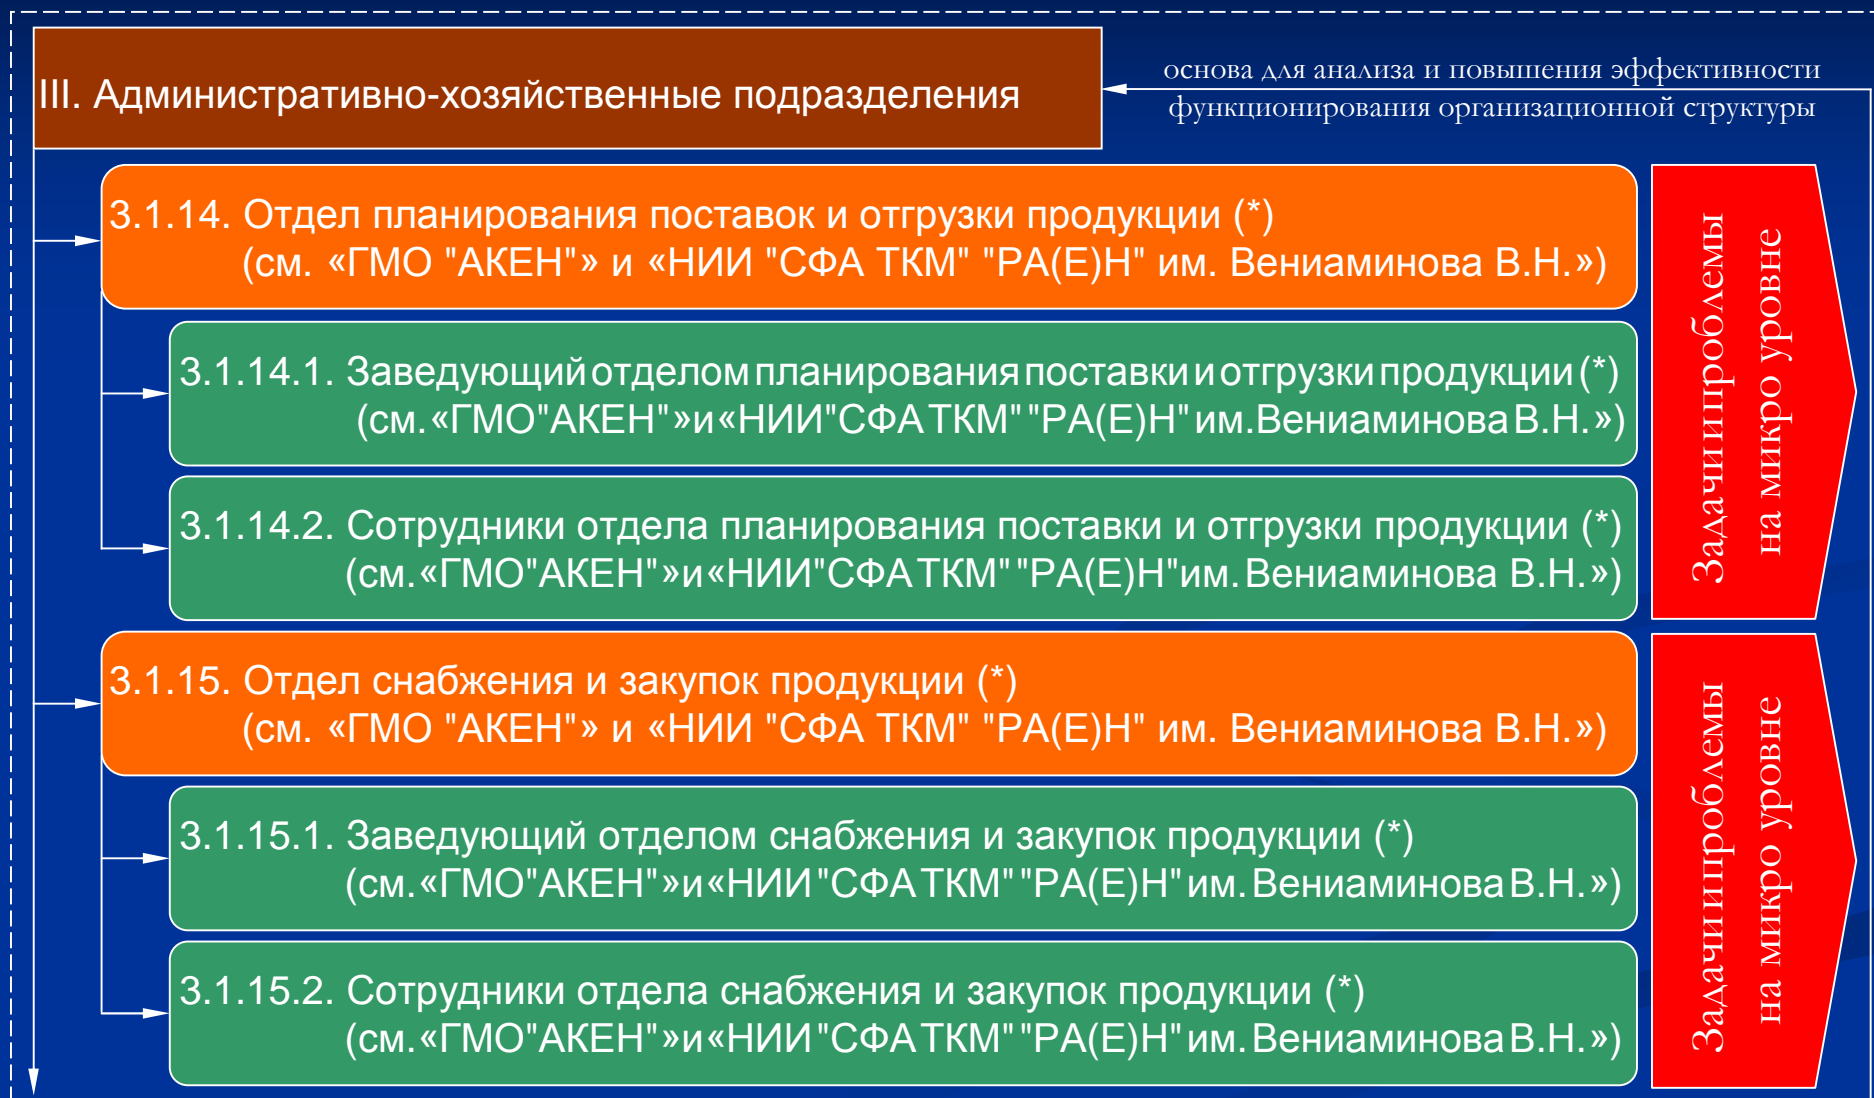 III. Административно-хозяйственные подразделения
основа для анализа и повышения эффективности
функционирования организационной структуры
3.1.14. Отдел планирования поставок и отгрузки продукции (*)
(см. «ГМО "АКЕН"» и «НИИ "СФА ТКМ" "РА(Е)Н" им. Вениаминова В.Н.»)
3.1.14.1. Заведующий отделом планирования поставки и отгрузки продукции (*)
(см. «ГМО "АКЕН"» и «НИИ "СФА ТКМ" "РА(Е)Н" им. Вениаминова В.Н.»)
3.1.14.2. Сотрудники отдела планирования поставки и отгрузки продукции (*)
(см. «ГМО "АКЕН"» и «НИИ "СФА ТКМ" "РА(Е)Н" им. Вениаминова В.Н.»)
Задачи и проблемы
на микро уровне
3.1.15. Отдел снабжения и закупок продукции (*)
(см. «ГМО "АКЕН"» и «НИИ "СФА ТКМ" "РА(Е)Н" им. Вениаминова В.Н.»)
3.1.15.1. Заведующий отделом снабжения и закупок продукции (*)
(см. «ГМО "АКЕН"» и «НИИ "СФА ТКМ" "РА(Е)Н" им. Вениаминова В.Н.»)
3.1.15.2. Сотрудники отдела снабжения и закупок продукции (*)
(см. «ГМО "АКЕН"» и «НИИ "СФА ТКМ" "РА(Е)Н" им. Вениаминова В.Н.»)
Задачи и проблемы
на микро уровне